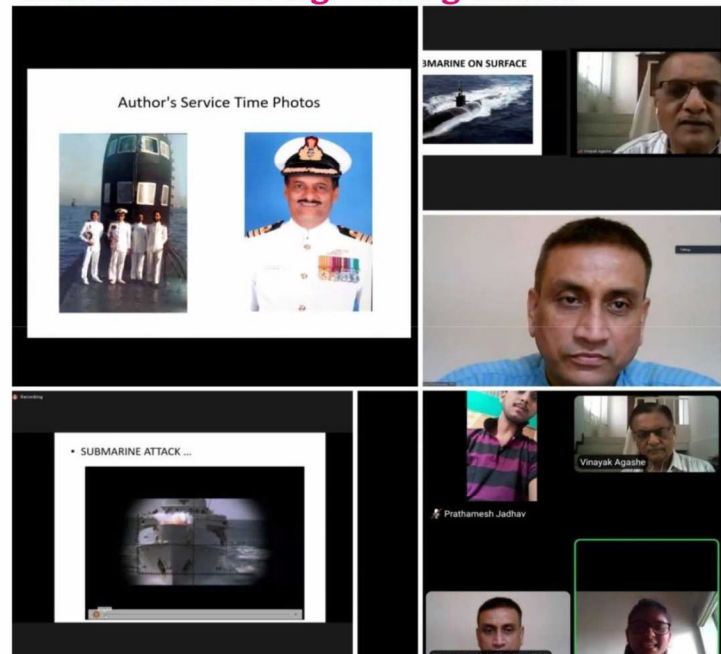 Author's Service Time Photos
BMARINE ON SURFACE
Vinayak Agashe
Recording
• SUBMARINE ATTACK ...
Vinayak Agashe
Prathamesh Jadhav